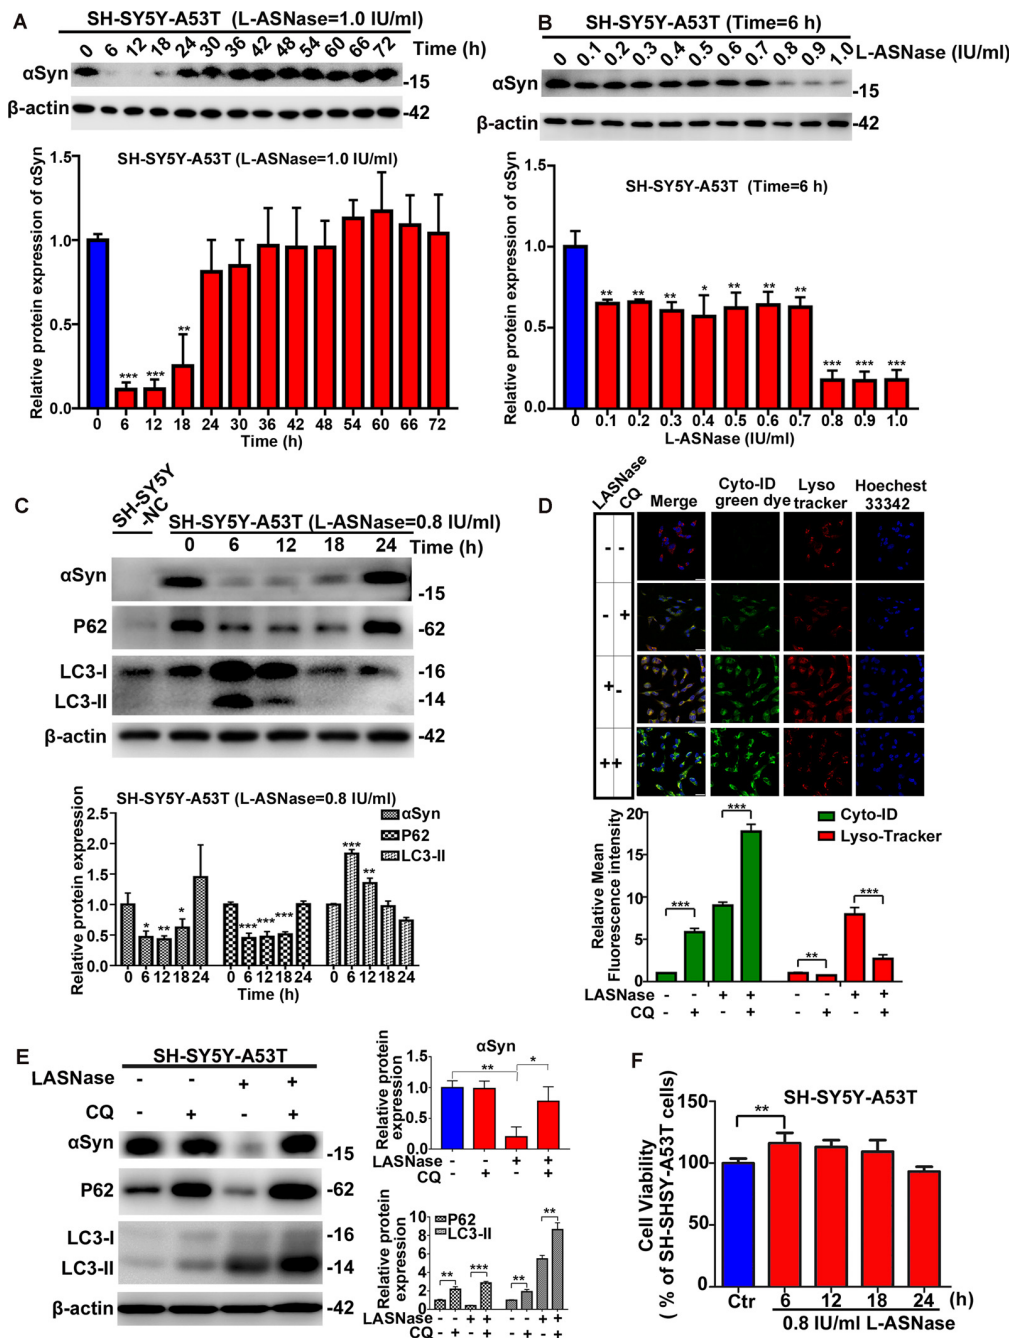 A
SH-SY5Y-A53T (L-ASNase=1.0 IU/ml)
0 6 12 18 24 30 36 42 48 54 60 66 72 Time (h)
αSyn
-15
β-actin
-42
SH-SY5Y-A53T (L-ASNase=1.0 IU/ml)
Relative protein expression of αSyn
1.5
1.0
0.5
0.0
*** *** **
0 6 12 18 24 30 36 42 48 54 60 66 72
Time (h)
B
SH-SY5Y-A53T (Time=6 h)
0 0.1 0.2 0.3 0.4 0.5 0.6 0.7 0.8 0.9 1.0 L-ASNase (IU/ml)
αSyn
-15
β-actin
-42
SH-SY5Y-A53T (Time=6 h)
Relative protein expression of αSyn
1.5
1.0
0.5
0.0
** ** ** * ** ** ** *** *** ***
0 0.1 0.2 0.3 0.4 0.5 0.6 0.7 0.8 0.9 1.0
L-ASNase (IU/ml)
C
SH-SY5Y
-NC
SH-SY5Y-A53T (L-ASNase=0.8 IU/ml)
0 6 12 18 24 Time (h)
αSyn
-15
P62
-62
LC3-I
-16
LC3-II
-14
β-actin
-42
SH-SY5Y-A53T (L-ASNase=0.8 IU/ml)
αSyn
P62
LC3-II
Relative protein expression
2.5
2.0
1.5
1.0
0.5
0.0
* ** * *** *** *** *** **
0 6 12 18 24 0 6 12 18 24 0 6 12 18 24
Time (h)
D
LASNase
CQ
Merge
Cyto-ID
green dye
Lyso
tracker
Hoechest
33342
- -
- +
+ -
+ +
Cyto-ID
Lyso-Tracker
Relative Mean
Fluorescence intensity
20
15
10
5
0
*** *** ** ***
LASNase - - + + - - + +
CQ - + - + - + - +
E
SH-SY5Y-A53T
LASNase - - + +
CQ - + - +
αSyn
-15
P62
-62
LC3-I
-16
LC3-II
-14
β-actin
-42
αSyn
Relative protein
expression
1.5
1.0
0.5
0.0
** *
LASNase - - + +
CQ - + - +
P62
LC3-II
Relative protein
expression
10
8
6
4
2
0
** *** ** **
LASNase - - + + - - + +
CQ - + - + - + - +
F
SH-SY5Y-A53T
Cell Viability
( % of SH-SHSY-A53T cells)
150
100
50
0
**
Ctr 6 12 18 24 (h)
0.8 IU/ml L-ASNase